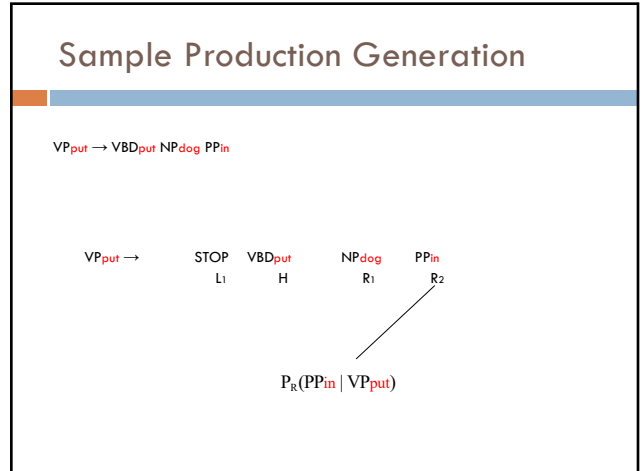 Sample Production Generation
VPput → VBDput NPdog PPin
VPput → STOP VBDput NPdog PPin
L1 H R1 R2
PR(PPin | VPput)